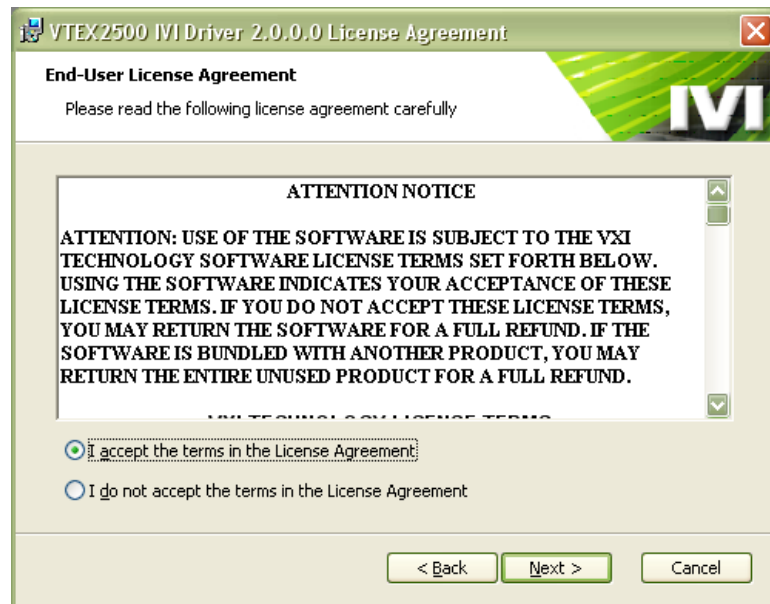 VTEX2500 IVI Driver 2.0.0.0 License Agreement
End-User License Agreement
Please read the following license agreement carefully
IVI
ATTENTION NOTICE
ATTENTION: USE OF THE SOFTWARE IS SUBJECT TO THE VXI
TECHNOLOGY SOFTWARE LICENSE TERMS SET FORTH BELOW.
USING THE SOFTWARE INDICATES YOUR ACCEPTANCE OF THESE
LICENSE TERMS. IF YOU DO NOT ACCEPT THESE LICENSE TERMS,
YOU MAY RETURN THE SOFTWARE FOR A FULL REFUND. IF THE
SOFTWARE IS BUNDLED WITH ANOTHER PRODUCT, YOU MAY
RETURN THE ENTIRE UNUSED PRODUCT FOR A FULL REFUND.
VXI TECHNOLOGY LICENSE TERMS
I accept the terms in the License Agreement
I do not accept the terms in the License Agreement
< Back Next > Cancel